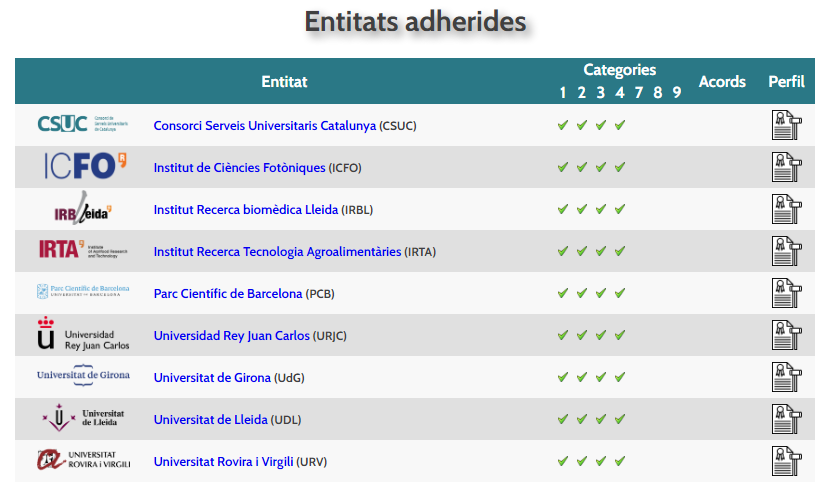 Entitats adherides
Entitat Categories Acords Perfil
1 2 3 4 7 8 9
CSUC Consorci de Serveis Universitaris de Catalunya Consorci Serveis Universitaris Catalunya (CSUC)
ICFO Institut de Ciències Fotòniques (ICFO)
IRBLleida Institut Recerca biomèdica Lleida (IRBL)
IRTA Institute of Agrifood Research and Technology Institut Recerca Tecnologia Agroalimentàries (IRTA)
Parc Científic de Barcelona UNIVERSITAT DE BARCELONA Parc Científic de Barcelona (PCB)
Universidad Rey Juan Carlos Universidad Rey Juan Carlos (URJC)
Universitat de Girona Universitat de Girona (UdG)
Universitat de Lleida Universitat de Lleida (UDL)
UNIVERSITAT ROVIRA i VIRGILI Universitat Rovira i Virgili (URV)